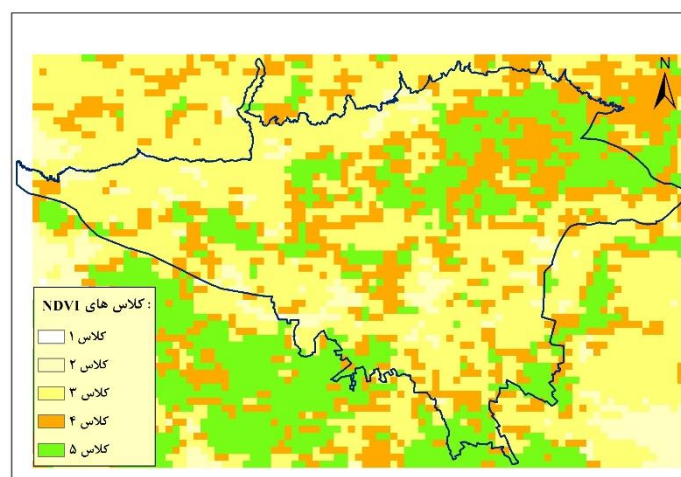 N
کلاس های NDVI :
کلاس ۱
کلاس ۲
کلاس ۳
کلاس ۴
کلاس ۵